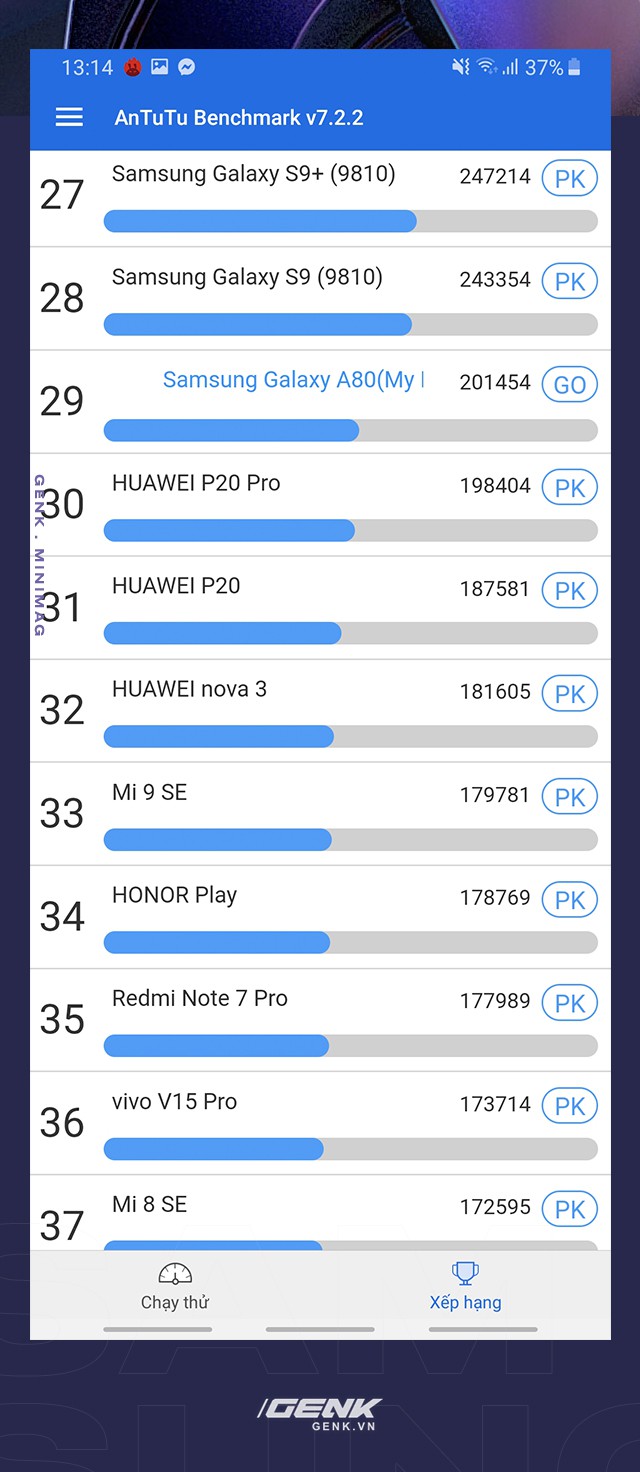 13:14
37%
AnTuTu Benchmark v7.2.2
27 Samsung Galaxy S9+ (9810) 247214 PK
28 Samsung Galaxy S9 (9810) 243354 PK
29 Samsung Galaxy A80(My 201454 GO
30 HUAWEI P20 Pro 198404 PK
31 HUAWEI P20 187581 PK
32 HUAWEI nova 3 181605 PK
33 Mi 9 SE 179781 PK
34 HONOR Play 178769 PK
35 Redmi Note 7 Pro 177989 PK
36 vivo V15 Pro 173714 PK
37 Mi 8 SE 172595 PK
GENK . MINIMAG
Chạy thử
Xếp hạng
GENK
GENK.VN